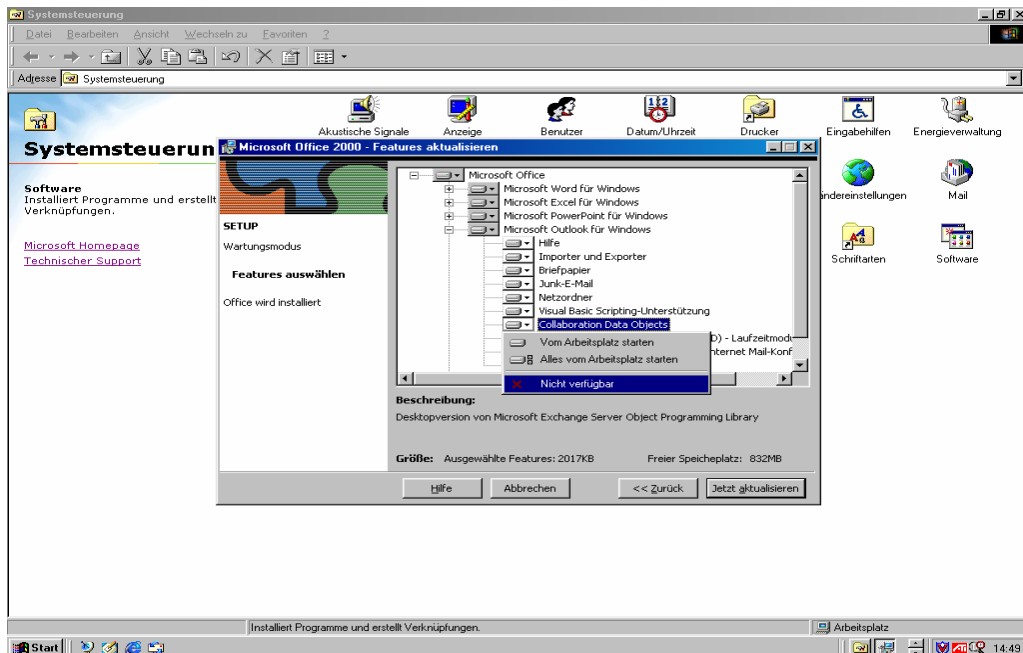 Systemsteuerung
Datei Bearbeiten Ansicht Wechseln zu Favoriten ?
Adresse Systemsteuerung
Systemsteuerun
Software
Installiert Programme und erstellt
Verknüpfungen.
Microsoft Homepage
Technischer Support
Akustische Signale Anzeige Benutzer Datum/Uhrzeit Drucker Eingabehilfen Energieverwaltung
ändereinstellungen Mail
Schriftarten Software
Microsoft Office 2000 - Features aktualisieren
SETUP
Wartungsmodus
Features auswählen
Office wird installiert
Microsoft Office
Microsoft Word für Windows
Microsoft Excel für Windows
Microsoft PowerPoint für Windows
Microsoft Outlook für Windows
Hilfe
Importer und Exporter
Briefpapier
Junk-E-Mail
Netzordner
Visual Basic Scripting-Unterstützung
Collaboration Data Objects
D) - Laufzeitmodu
nternet Mail-Konf
Vom Arbeitsplatz starten
Alles vom Arbeitsplatz starten
Nicht verfügbar
Beschreibung:
Desktopversion von Microsoft Exchange Server Object Programming Library
Größe: Ausgewählte Features: 2017KB Freier Speicheplatz: 832MB
Hilfe Abbrechen << Zurück Jetzt aktualisieren
Installiert Programme und erstellt Verknüpfungen. Arbeitsplatz
Start ATI 14:49